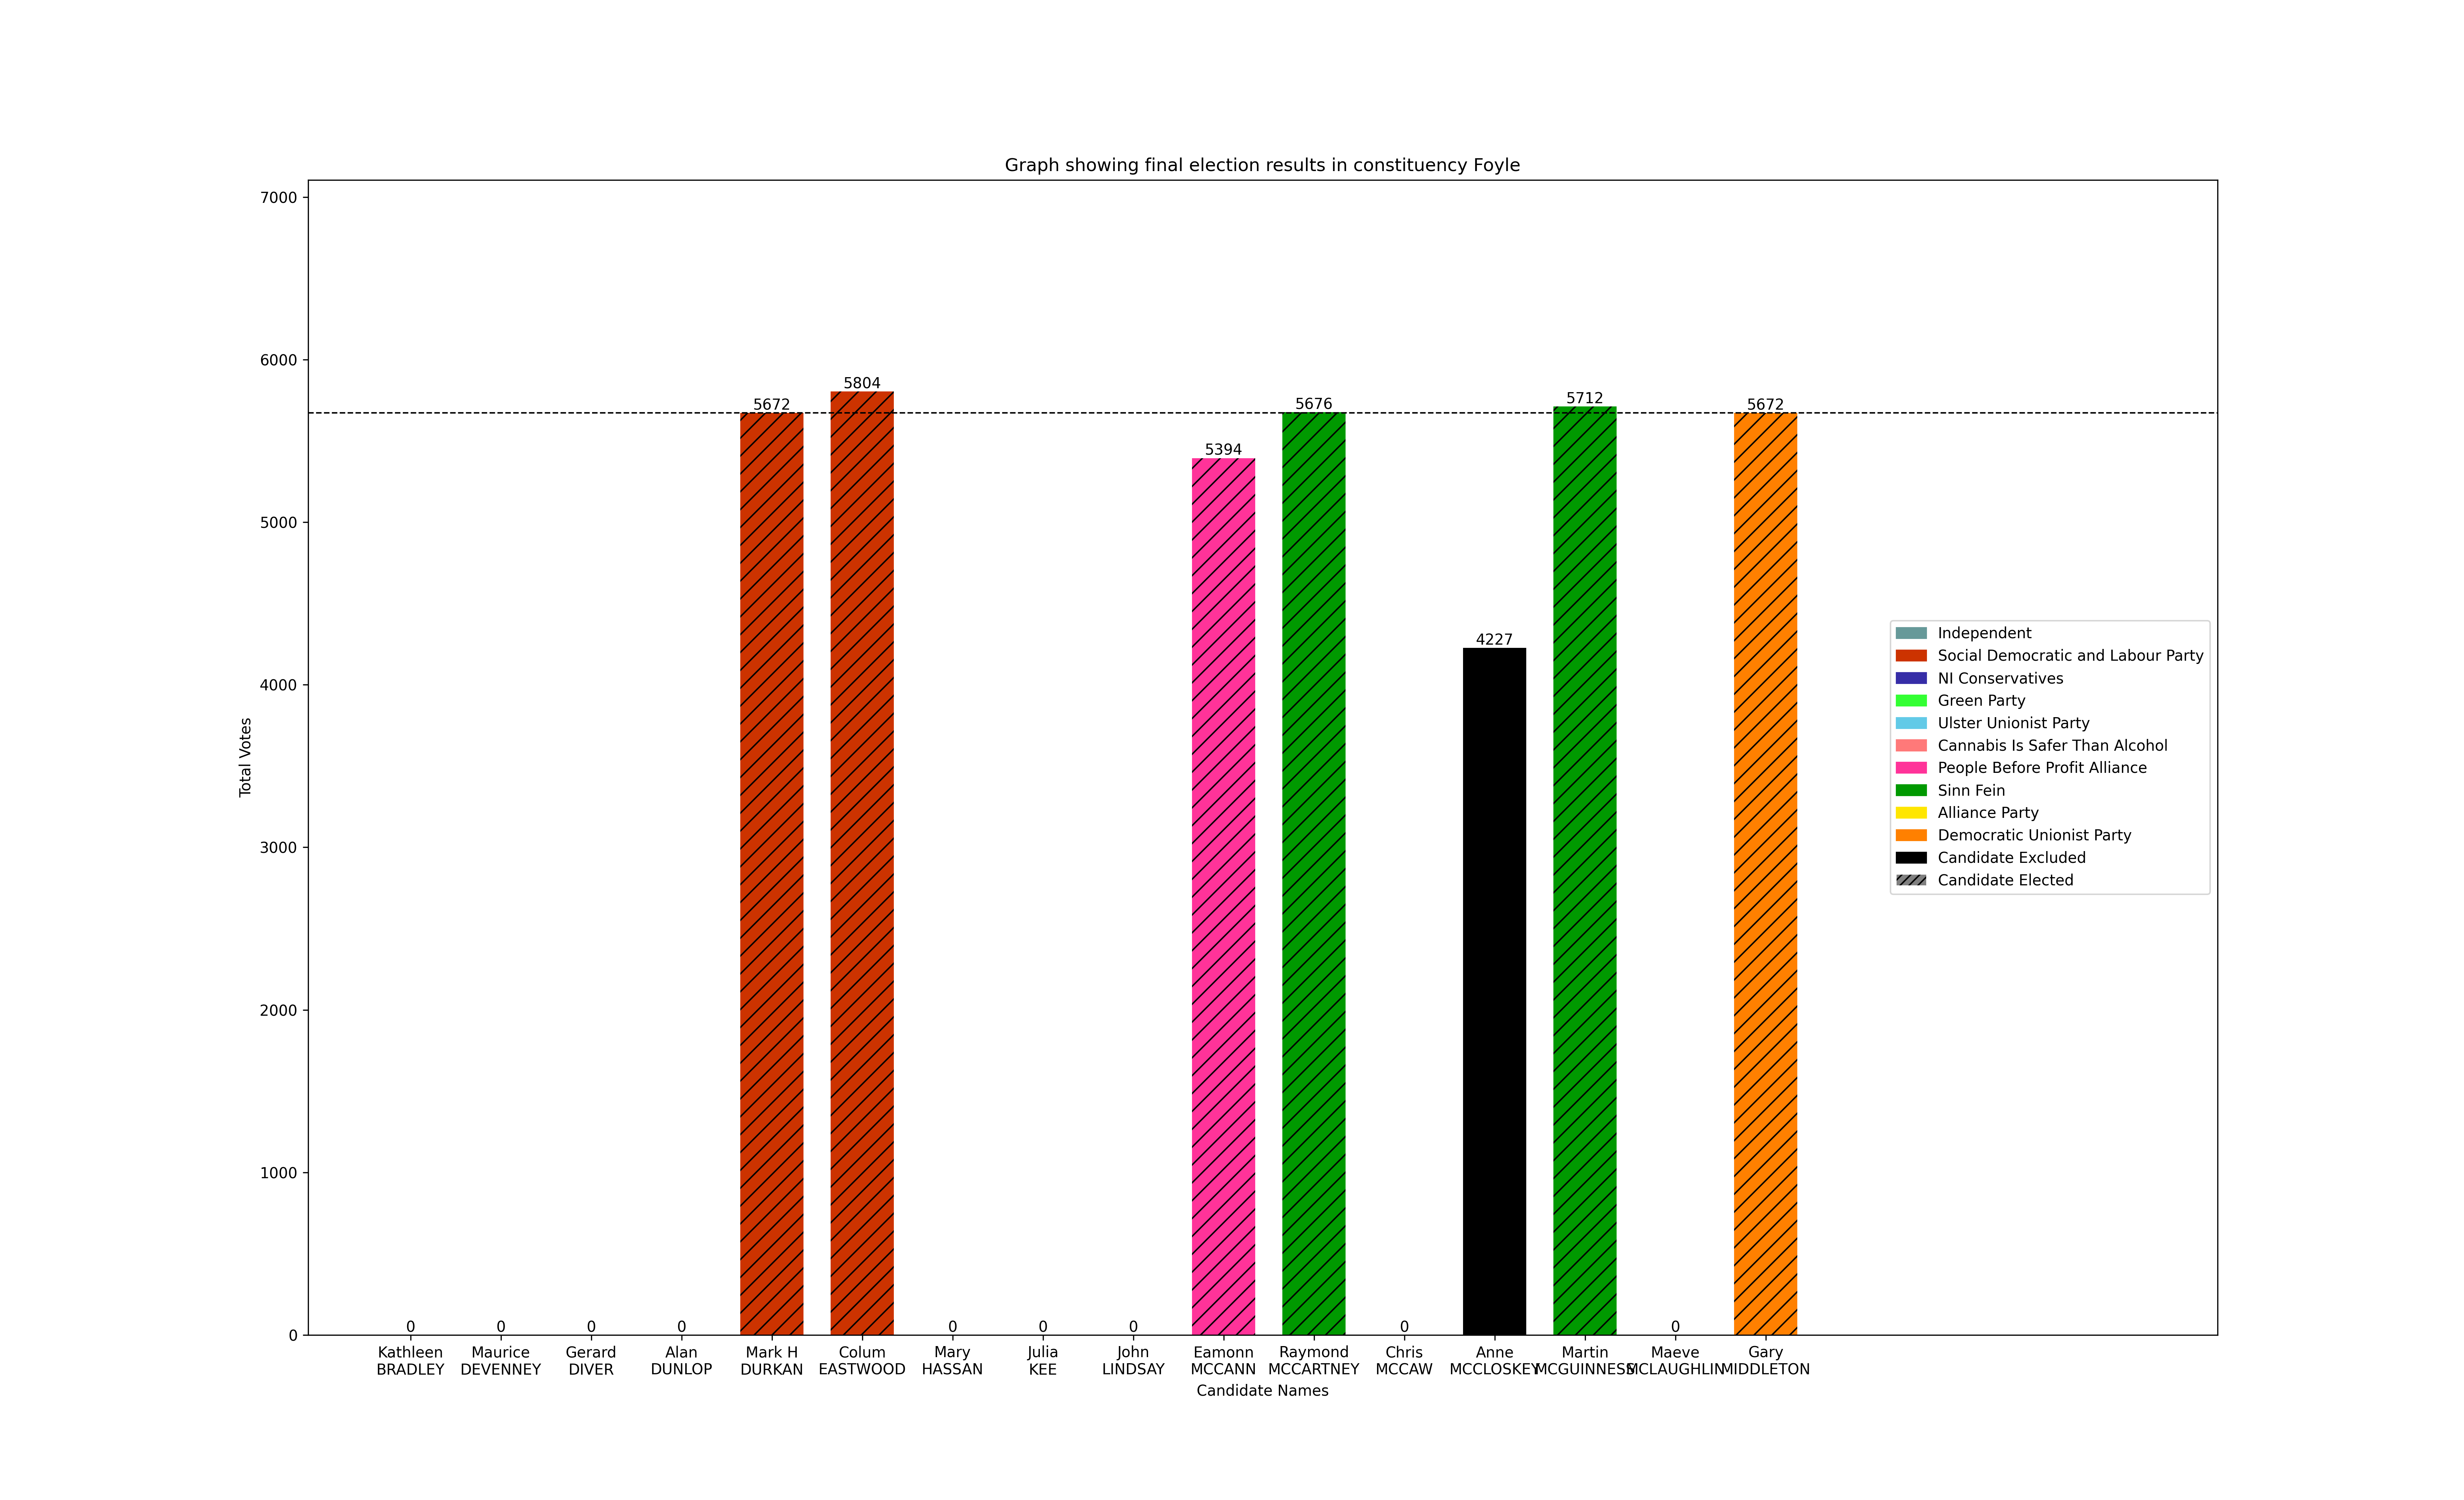 Graph showing final election results in constituency Foyle
7000
6000
5000
4000
3000
2000
1000
0
Total Votes
5672
5804
5394
5676
5712
5672
4227
0 0 0 0 0 0 0 0 0
Independent
Social Democratic and Labour Party
NI Conservatives
Green Party
Ulster Unionist Party
Cannabis Is Safer Than Alcohol
People Before Profit Alliance
Sinn Fein
Alliance Party
Democratic Unionist Party
Candidate Excluded
Candidate Elected
Kathleen Maurice Gerard Alan Mark H Colum Mary Julia John Eamonn Raymond Chris Anne Martin Maeve Gary
BRADLEY DEVENNEY DIVER DUNLOP DURKAN EASTWOOD HASSAN KEE LINDSAY MCCANN MCCARTNEY MCCAW MCCLOSKEY MCGUINNESS MCLAUGHLIN MIDDLETON
Candidate Names